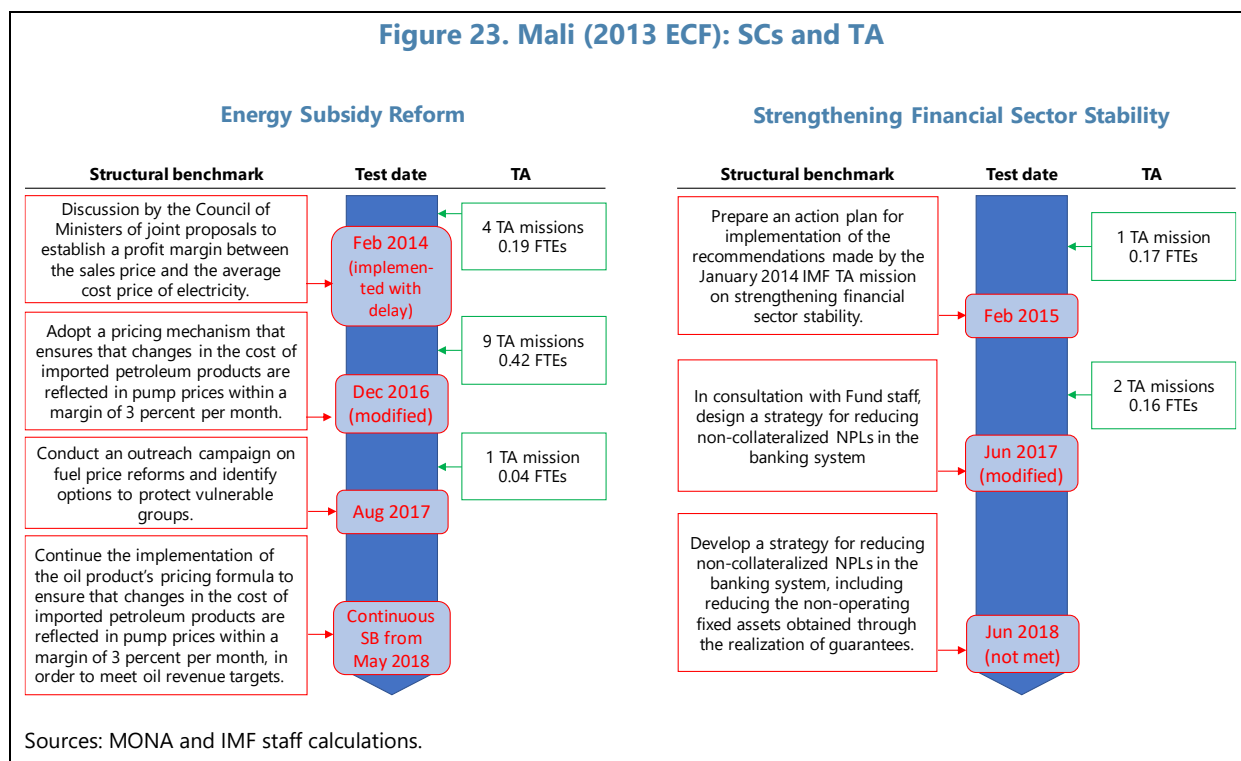 Figure 23. Mali (2013 ECF): SCs and TA
Energy Subsidy Reform
Structural benchmark
Test date
TA
Discussion by the Council of
Ministers of joint proposals to
establish a profit margin between
the sales price and the average
cost price of electricity.
Feb 2014
(implemen-
ted with
delay)
4 TA missions
0.19 FTEs
Adopt a pricing mechanism that
ensures that changes in the cost of
imported petroleum products are
reflected in pump prices within a
margin of 3 percent per month.
Dec 2016
(modified)
9 TA missions
0.42 FTEs
Conduct an outreach campaign on
fuel price reforms and identify
options to protect vulnerable
groups.
Aug 2017
1 TA mission
0.04 FTEs
Continue the implementation of
the oil product's pricing formula to
ensure that changes in the cost of
imported petroleum products are
reflected in pump prices within a
margin of 3 percent per month, in
order to meet oil revenue targets.
Continuous
SB from
May 2018
Strengthening Financial Sector Stability
Structural benchmark
Test date
TA
Prepare an action plan for
implementation of the
recommendations made by the
January 2014 IMF TA mission
on strengthening financial
sector stability.
Feb 2015
1 TA mission
0.17 FTEs
In consultation with Fund staff,
design a strategy for reducing
non-collateralized NPLs in the
banking system
Jun 2017
(modified)
2 TA missions
0.16 FTEs
Develop a strategy for reducing
non-collateralized NPLs in the
banking system, including
reducing the non-operating
fixed assets obtained through
the realization of guarantees.
Jun 2018
(not met)
Sources: MONA and IMF staff calculations.